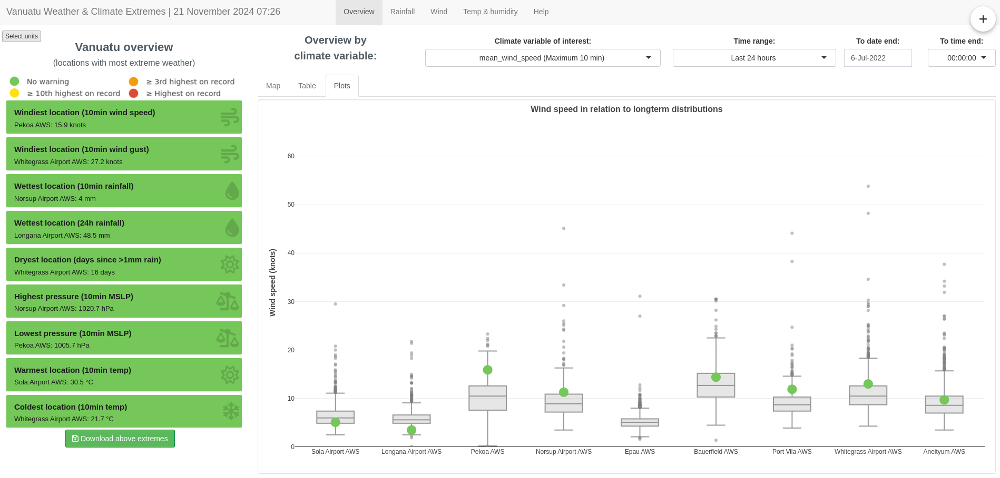 Vanuatu Weather & Climate Extremes | 21 November 2024 07:26
Overview
Rainfall
Wind
Temp & humidity
Help
+
Select units
Vanuatu overview
(locations with most extreme weather)
No warning
≥ 3rd highest on record
≥ 10th highest on record
≥ Highest on record
Windiest location (10min wind speed)
Pekoa AWS: 15.9 knots
Windiest location (10min wind gust)
Whitegrass Airport AWS: 27.2 knots
Wettest location (10min rainfall)
Norsup Airport AWS: 4 mm
Wettest location (24h rainfall)
Longana Airport AWS: 48.5 mm
Dryest location (days since >1mm rain)
Whitegrass Airport AWS: 16 days
Highest pressure (10min MSLP)
Norsup Airport AWS: 1020.7 hPa
Lowest pressure (10min MSLP)
Pekoa AWS: 1005.7 hPa
Warmest location (10min temp)
Sola Airport AWS: 30.5 °C
Coldest location (10min temp)
Whitegrass Airport AWS: 21.7 °C
Download above extremes
Overview by
climate variable:
Climate variable of interest:
mean_wind_speed (Maximum 10 min)
Time range:
Last 24 hours
To date end:
6-Jul-2022
To time end:
00:00:00
Map
Table
Plots
Wind speed in relation to longterm distributions
Wind speed (knots)
60
50
40
30
20
10
0
Sola Airport AWS
Longana Airport AWS
Pekoa AWS
Norsup Airport AWS
Epau AWS
Bauerfield AWS
Port Vila AWS
Whitegrass Airport AWS
Aneityum AWS